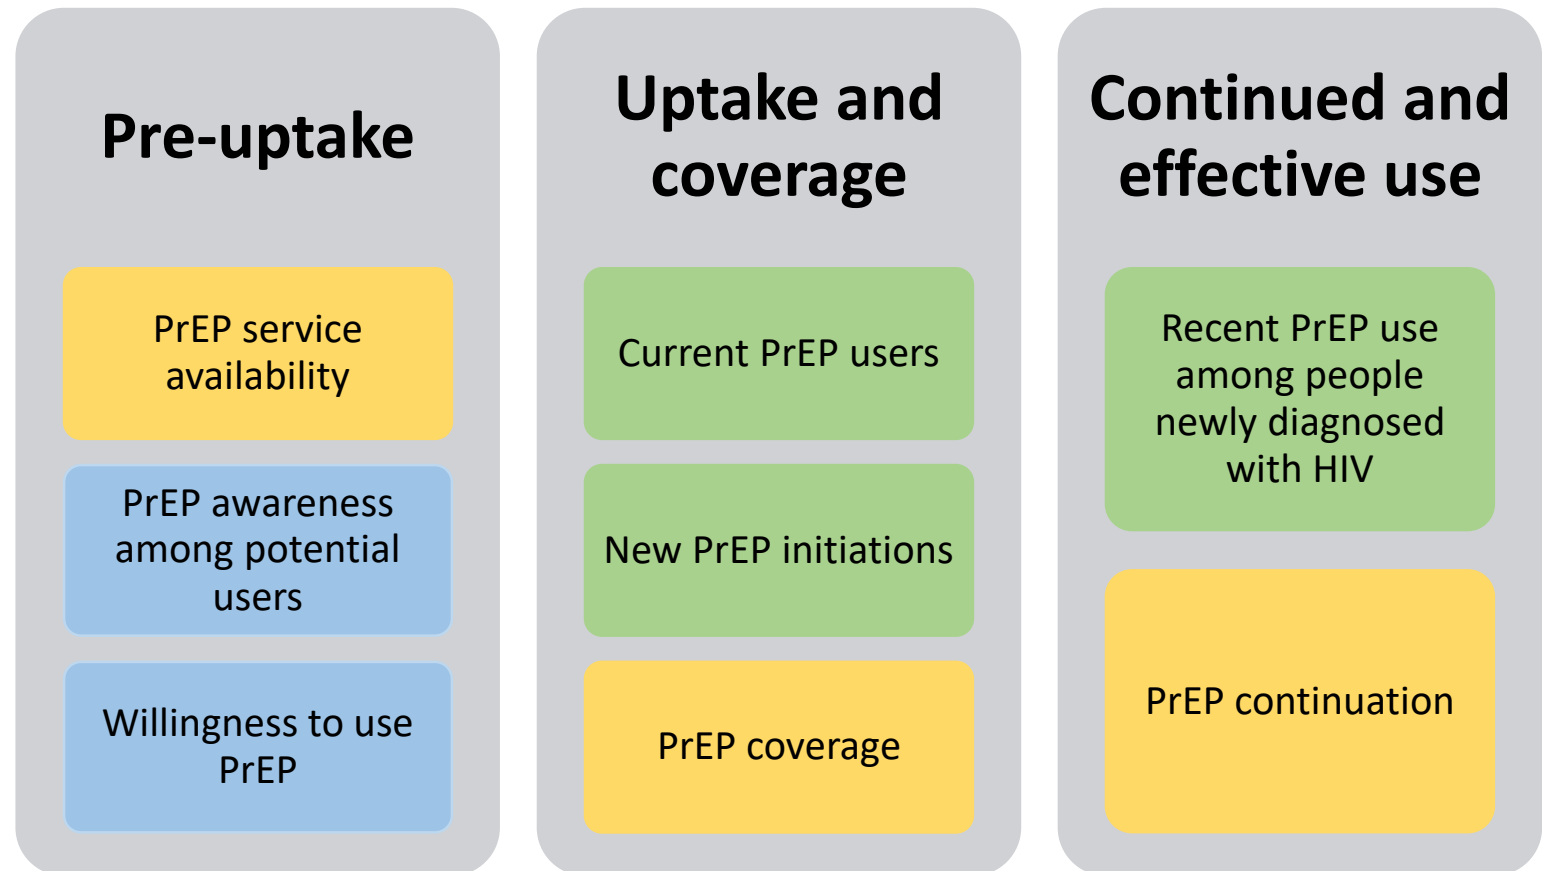 Pre-uptake
PrEP service
availability
PrEP awareness
among potential
users
Willingness to use
PrEP
Uptake and
coverage
Current PrEP users
New PrEP initiations
PrEP coverage
Continued and
effective use
Recent PrEP use
among people
newly diagnosed
with HIV
PrEP continuation